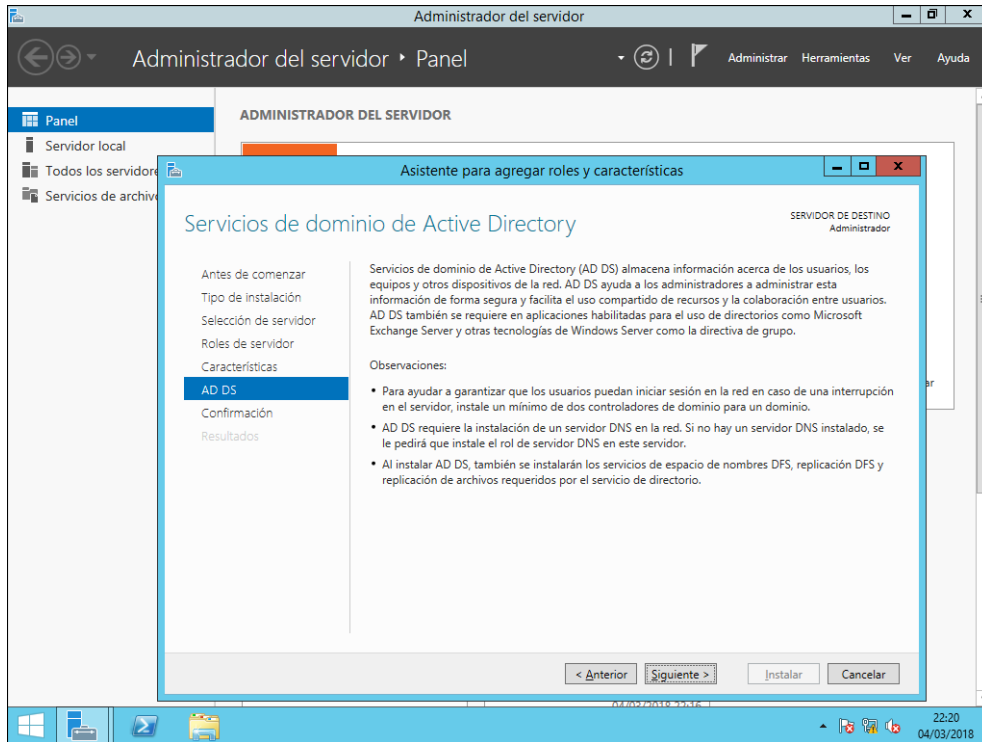 Administrador del servidor
Administrador del servidor ‣ Panel
Administrar Herramientas Ver Ayuda
Panel
Servidor local
Todos los servidore
Servicios de archiv
ADMINISTRADOR DEL SERVIDOR
Asistente para agregar roles y características
Servicios de dominio de Active Directory
SERVIDOR DE DESTINO
Administrador
Antes de comenzar
Tipo de instalación
Selección de servidor
Roles de servidor
Características
AD DS
Confirmación
Resultados
Servicios de dominio de Active Directory (AD DS) almacena información acerca de los usuarios, los
equipos y otros dispositivos de la red. AD DS ayuda a los administradores a administrar esta
información de forma segura y facilita el uso compartido de recursos y la colaboración entre usuarios.
AD DS también se requiere en aplicaciones habilitadas para el uso de directorios como Microsoft
Exchange Server y otras tecnologías de Windows Server como la directiva de grupo.
Observaciones:
• Para ayudar a garantizar que los usuarios puedan iniciar sesión en la red en caso de una interrupción
en el servidor, instale un mínimo de dos controladores de dominio para un dominio.
• AD DS requiere la instalación de un servidor DNS en la red. Si no hay un servidor DNS instalado, se
le pedirá que instale el rol de servidor DNS en este servidor.
• Al instalar AD DS, también se instalarán los servicios de espacio de nombres DFS, replicación DFS y
replicación de archivos requeridos por el servicio de directorio.
ar
< Anterior Siguiente > Instalar Cancelar
04/03/2018 22:16
22:20
04/03/2018